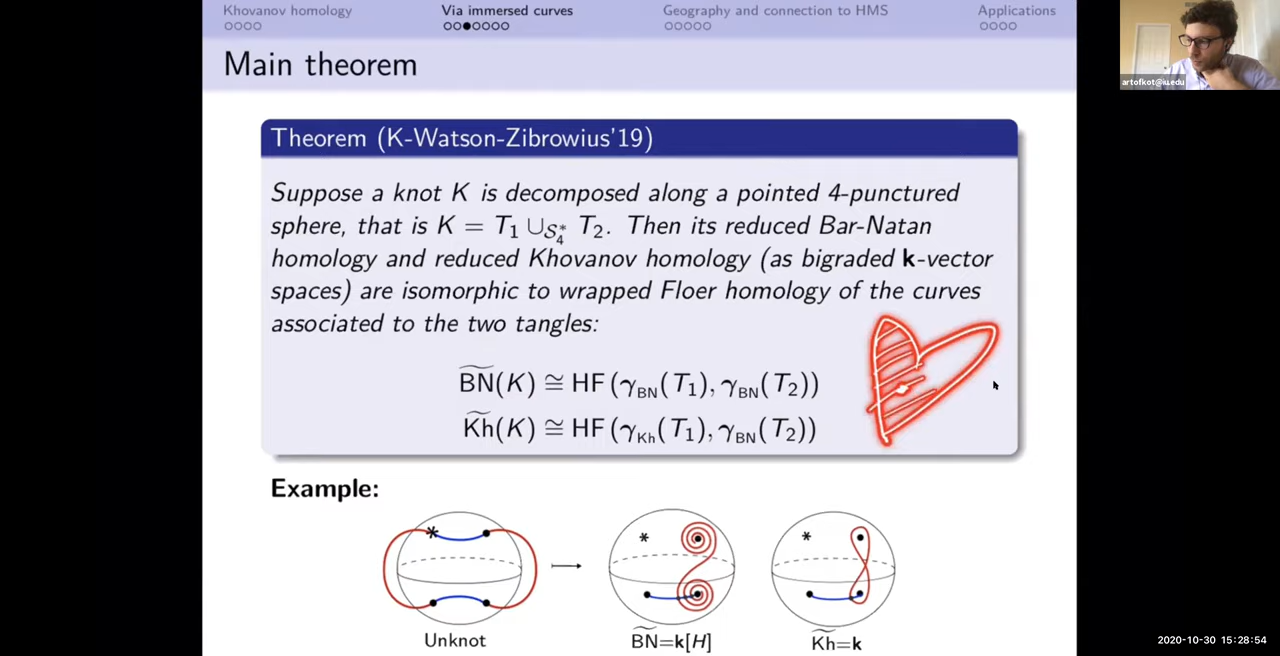 Khovanov homology Via immersed curves Geography and connection to HMS Applications
Main theorem
artofkot@iu.edu
Theorem (K-Watson-Zibrowius'19)
Suppose a knot K is decomposed along a pointed 4-punctured
sphere, that is K = T₁ ∪_{S₄*} T₂. Then its reduced Bar-Natan
homology and reduced Khovanov homology (as bigraded k-vector
spaces) are isomorphic to wrapped Floer homology of the curves
associated to the two tangles:
B͠N(K) ≅ HF(γ_BN(T₁), γ_BN(T₂))
K͠h(K) ≅ HF(γ_Kh(T₁), γ_BN(T₂))
Example:
* * *
Unknot B͠N=k[H] K͠h=k
2020-10-30 15:28:54